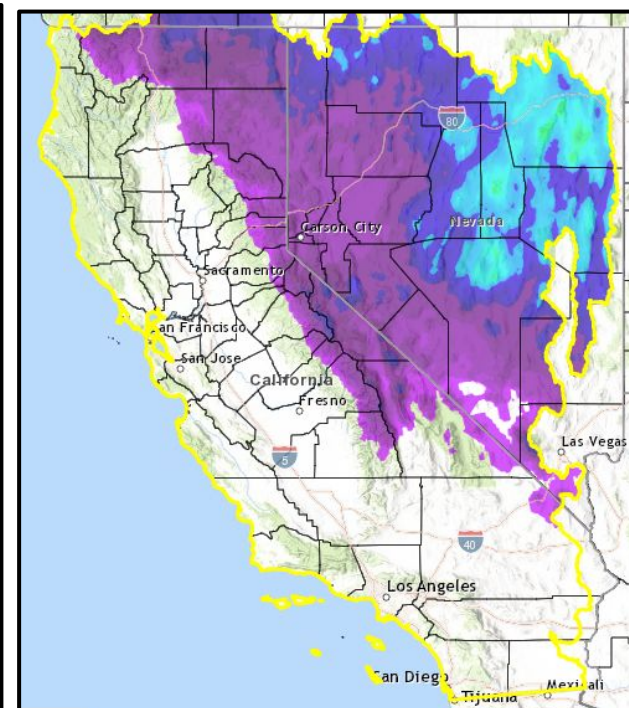 80
Nevada
Carson City
Sacramento
an Francisco
San Jose
California
Fresno
5
Las Vegas
40
Los Angeles
San Diego
Tijuana
Mexicali